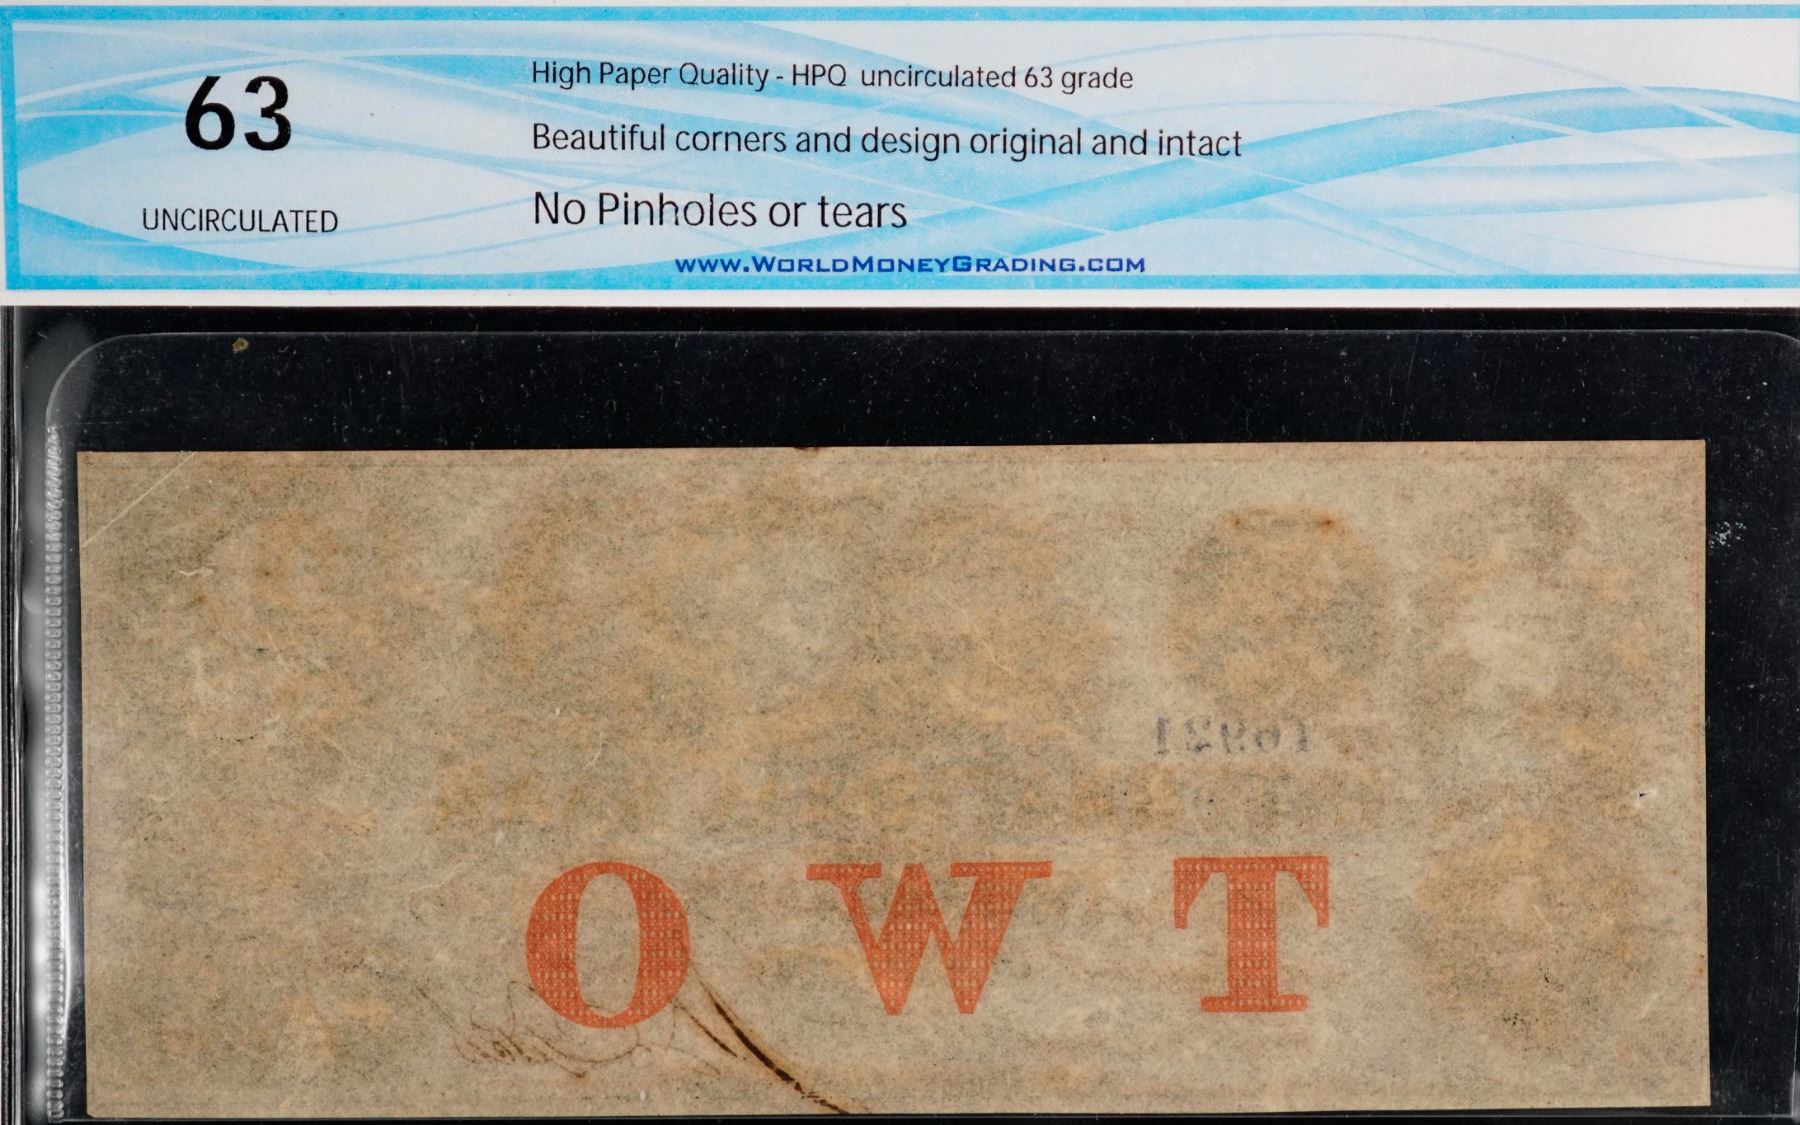 63
UNCIRCULATED
High Paper Quality - HPQ uncirculated 63 grade
Beautiful corners and design original and intact
No Pinholes or tears
WWW.WORLDMONEYGRADING.COM
OWT